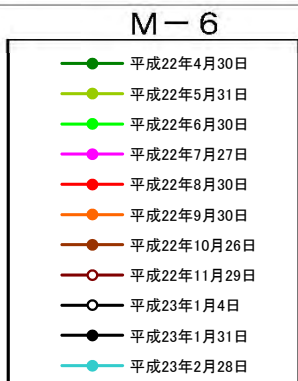 M－6
平成22年4月30日
平成22年5月31日
平成22年6月30日
平成22年7月27日
平成22年8月30日
平成22年9月30日
平成22年10月26日
平成22年11月29日
平成23年1月4日
平成23年1月31日
平成23年2月28日